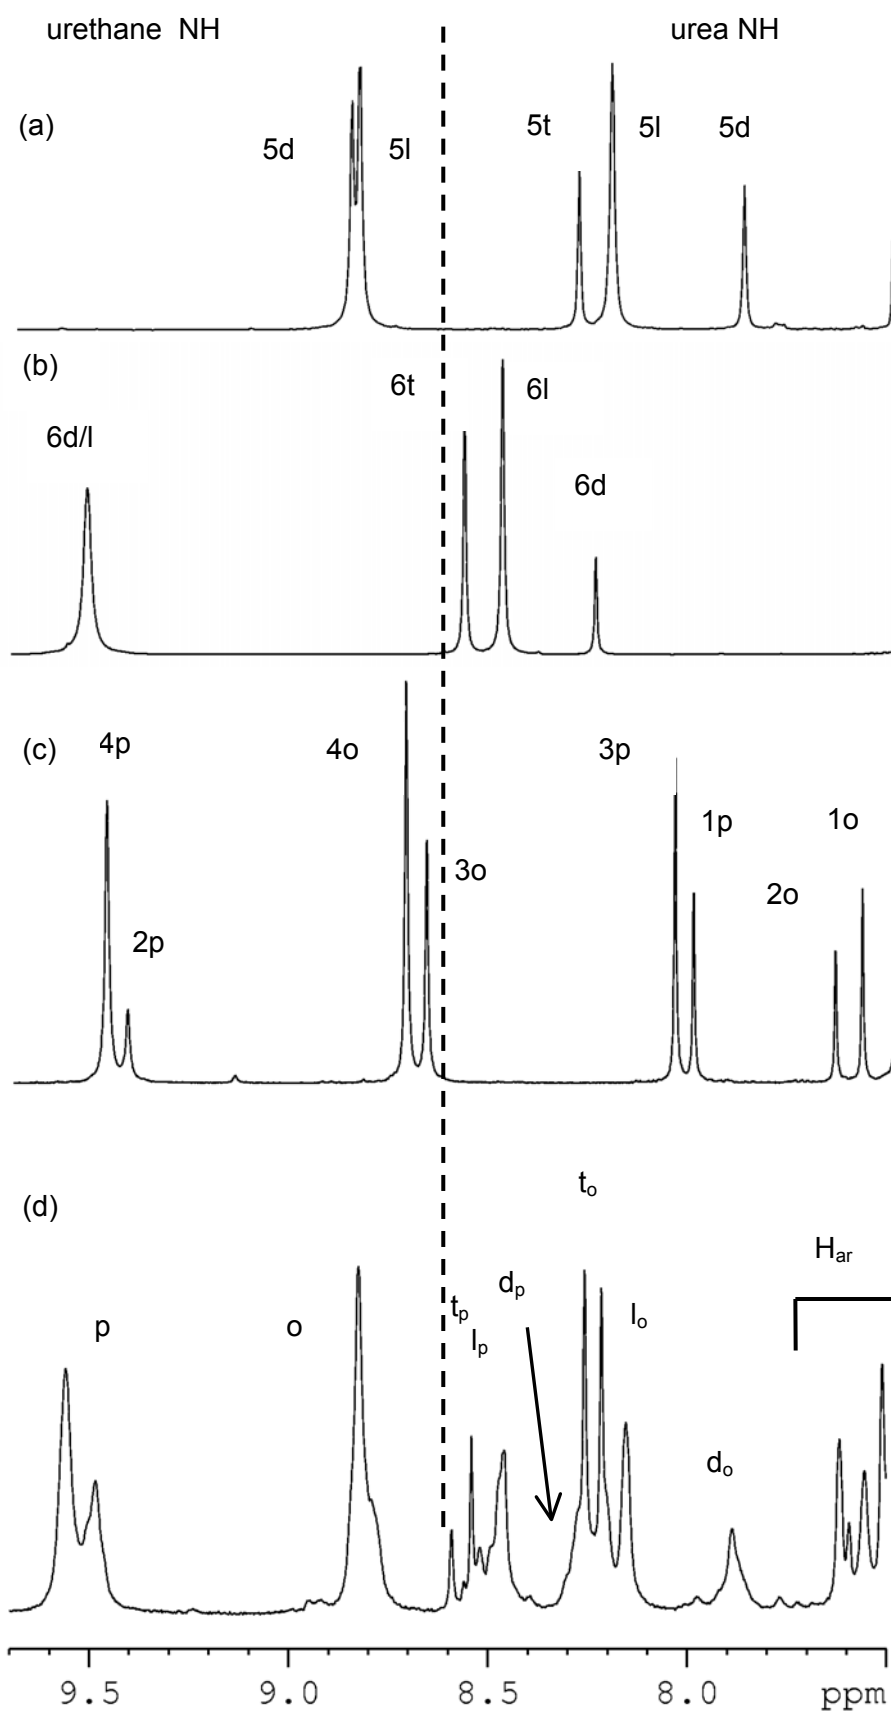 urethane NH urea NH
(a)
5d 5l 5t 5l 5d
(b)
6d/l 6t 6l 6d
(c)
4p 2p 4o 3o 3p 1p 2o 1o
(d)
p o tp lp dp to lo do Har
9.5 9.0 8.5 8.0 ppm